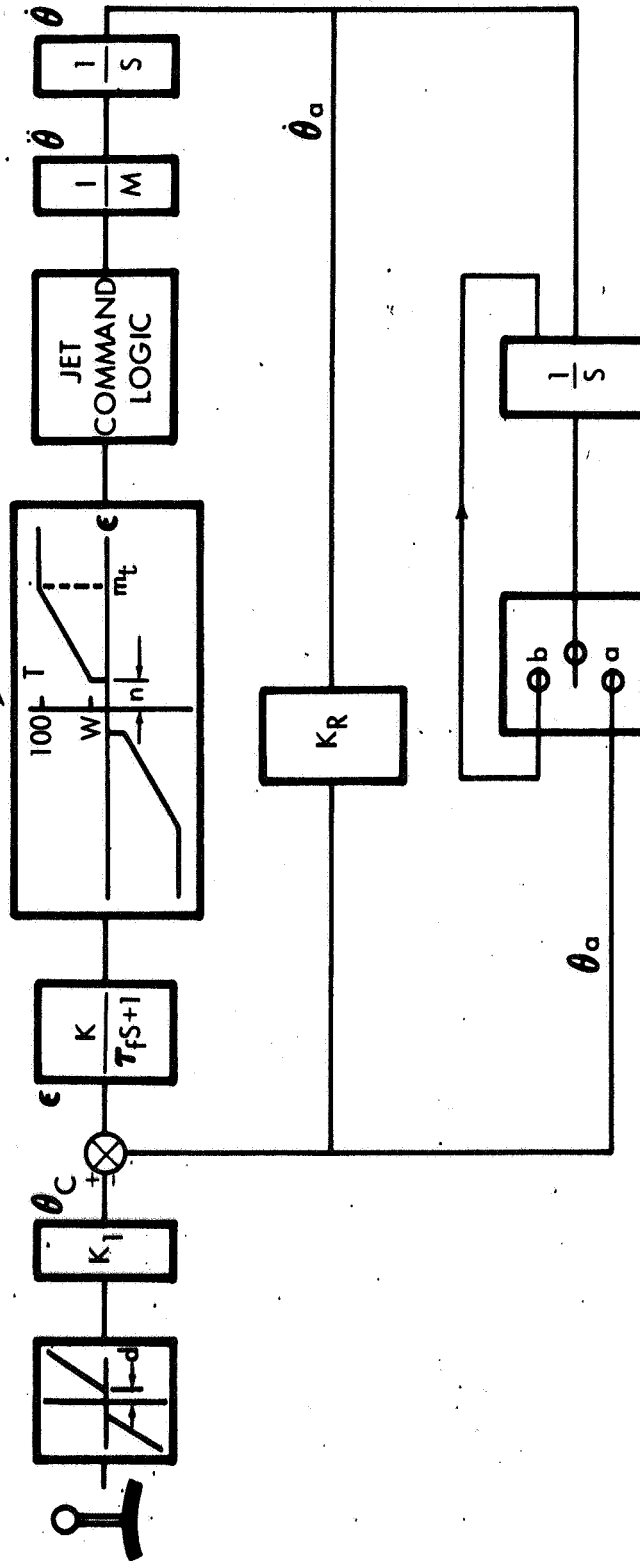 d
K₁
θC
+
−
ϵ
K
τfS+1
100
T
W
n
mt
ϵ
JET
COMMAND
LOGIC
θ̈
1
M
θ̇
1
S
KR
θ̇a
θa
b
a
1
S